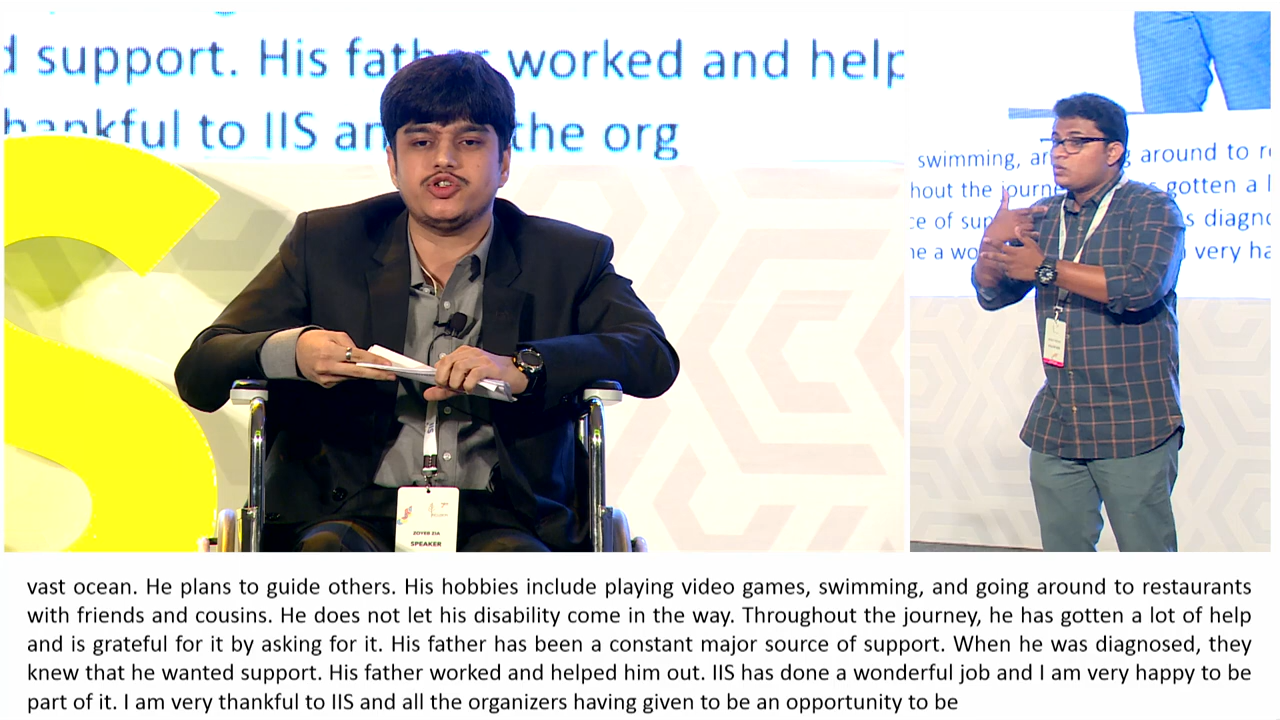 d support. His father worked and help
hankful to IIS an the org
swimming, an g around to r
hout the journe s gotten a l
ce of sup s diagno
ne a wo very ha
ZOYER ZIA
SPEAKER
vast ocean. He plans to guide others. His hobbies include playing video games, swimming, and going around to restaurants
with friends and cousins. He does not let his disability come in the way. Throughout the journey, he has gotten a lot of help
and is grateful for it by asking for it. His father has been a constant major source of support. When he was diagnosed, they
knew that he wanted support. His father worked and helped him out. IIS has done a wonderful job and I am very happy to be
part of it. I am very thankful to IIS and all the organizers having given to be an opportunity to be